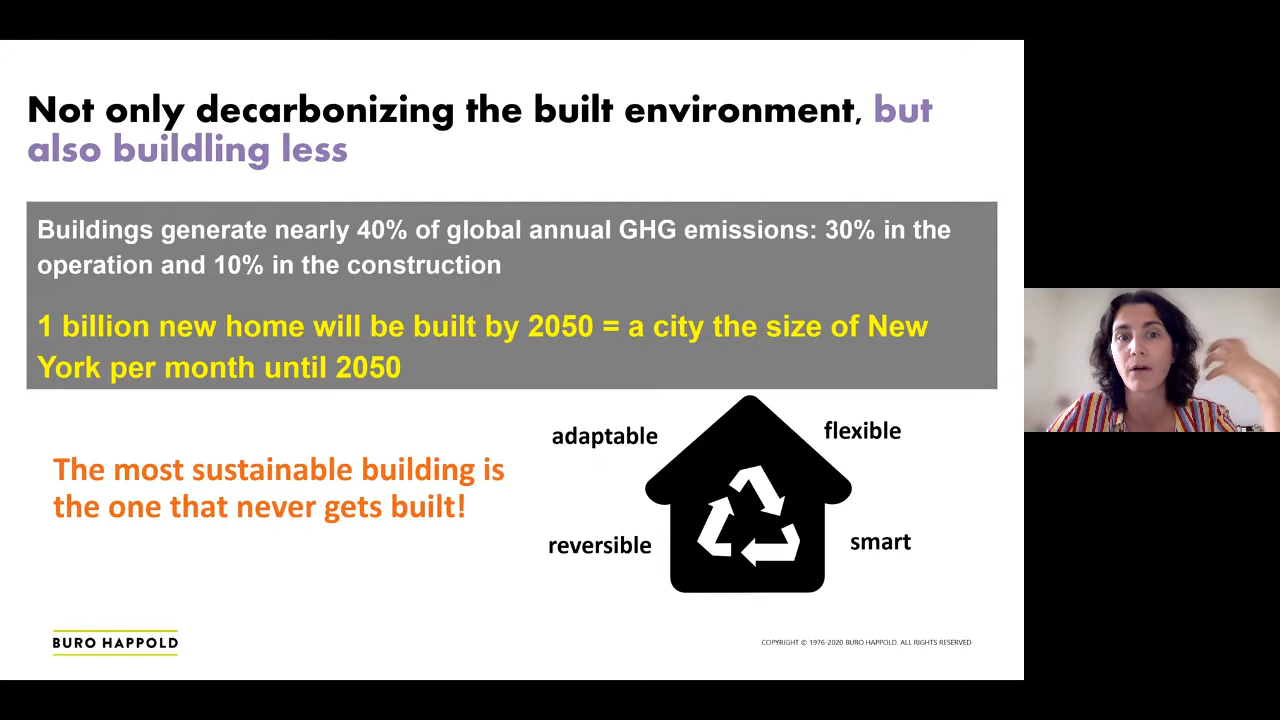 Not only decarbonizing the built environment, but
also buildling less
Buildings generate nearly 40% of global annual GHG emissions: 30% in the
operation and 10% in the construction
1 billion new home will be built by 2050 = a city the size of New
York per month until 2050
The most sustainable building is
the one that never gets built!
adaptable
flexible
reversible
smart
BURO HAPPOLD
COPYRIGHT © 1976-2020 BURO HAPPOLD. ALL RIGHTS RESERVED